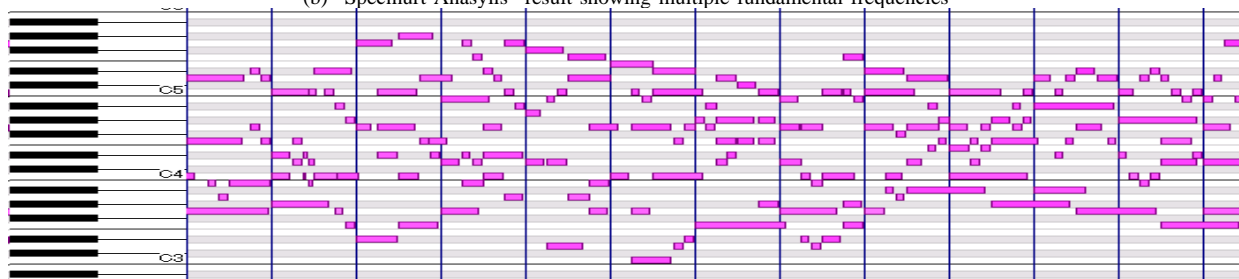 (b) "Specmurt Anasylis" result showing multiple fundamental frequencies
C5
C4
C3